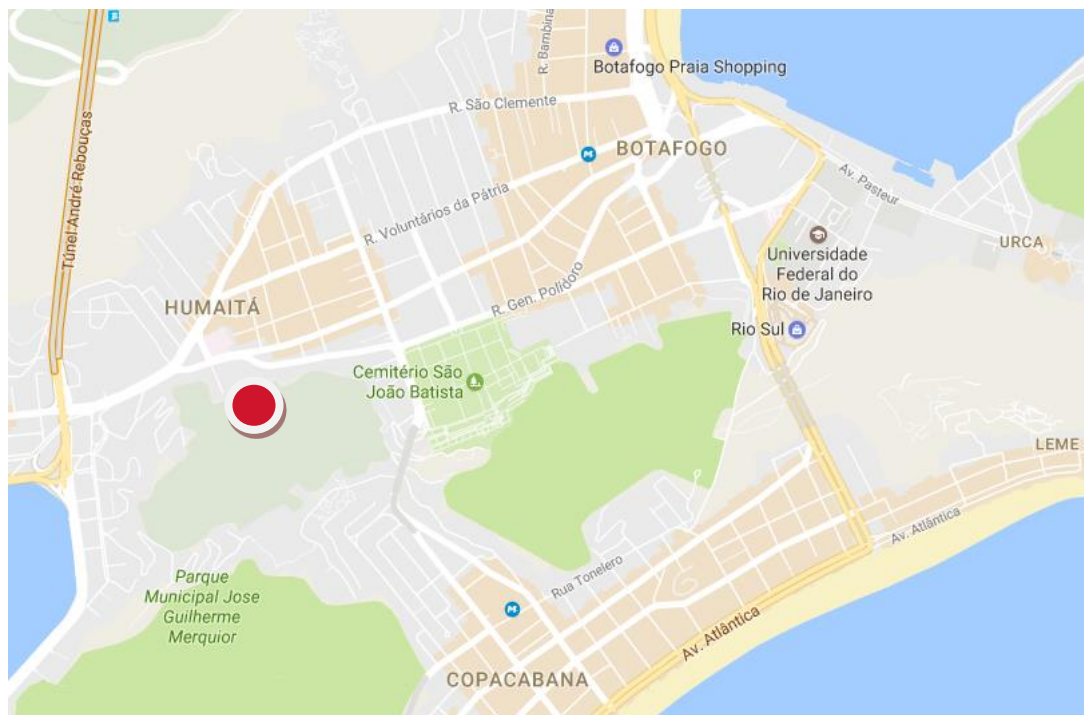 R. Bambina
Botafogo Praia Shopping
R. São Clemente
Túnel André Rebouças
BOTAFOGO
Av. Pasteur
R. Voluntários da Pátria
URCA
Universidade
Federal do
Rio de Janeiro
R. Gen. Polidoro
HUMAITÁ
Rio Sul
Cemitério São
João Batista
LEME
Av. Atlântica
Rua Tonelero
Parque
Municipal Jose
Guilherme
Merquior
Av. Atlântica
COPACABANA